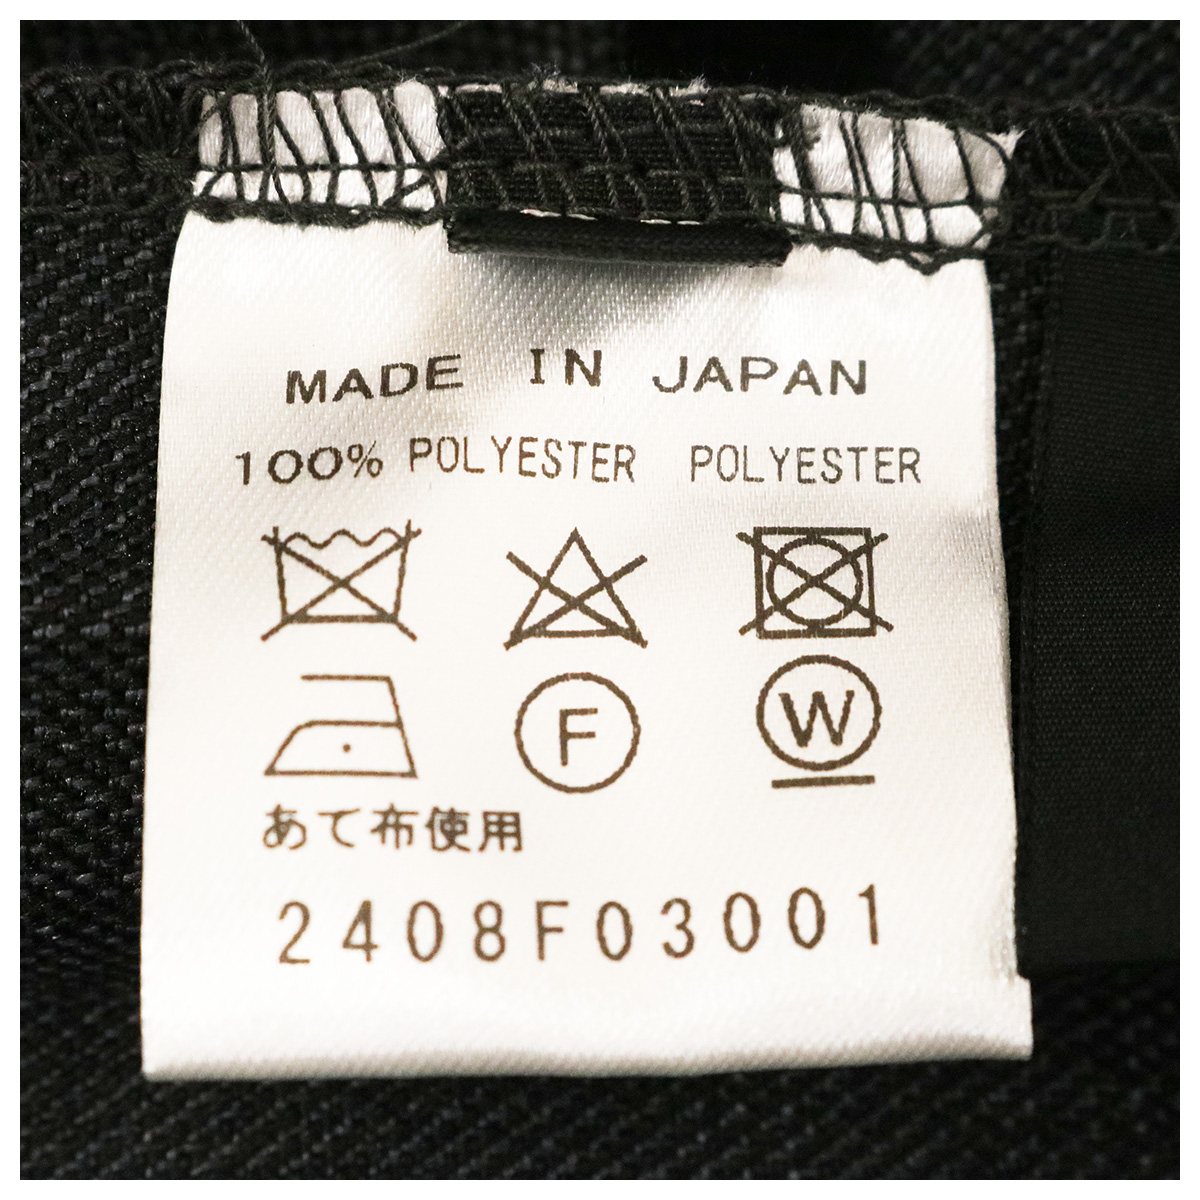 MADE IN JAPAN
100% POLYESTER POLYESTER
F W
あて布使用
2408F03001